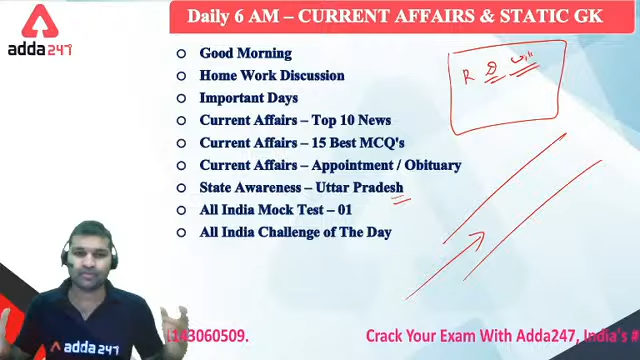 Daily 6 AM – CURRENT AFFAIRS & STATIC GK
adda247
Good Morning
Home Work Discussion
Important Days
Current Affairs – Top 10 News
Current Affairs – 15 Best MCQ's
Current Affairs – Appointment / Obituary
State Awareness – Uttar Pradesh
All India Mock Test – 01
All India Challenge of The Day
R
adda247
1143060509.
Crack Your Exam With Adda247, India's #